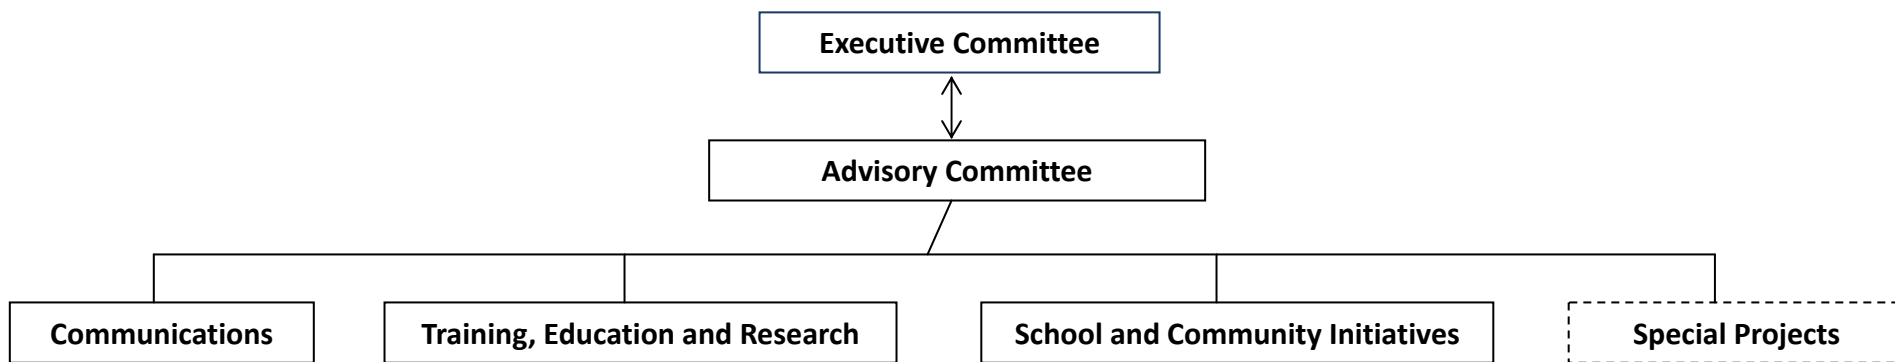 Executive Committee
Advisory Committee
Communications
Training, Education and Research
School and Community Initiatives
Special Projects